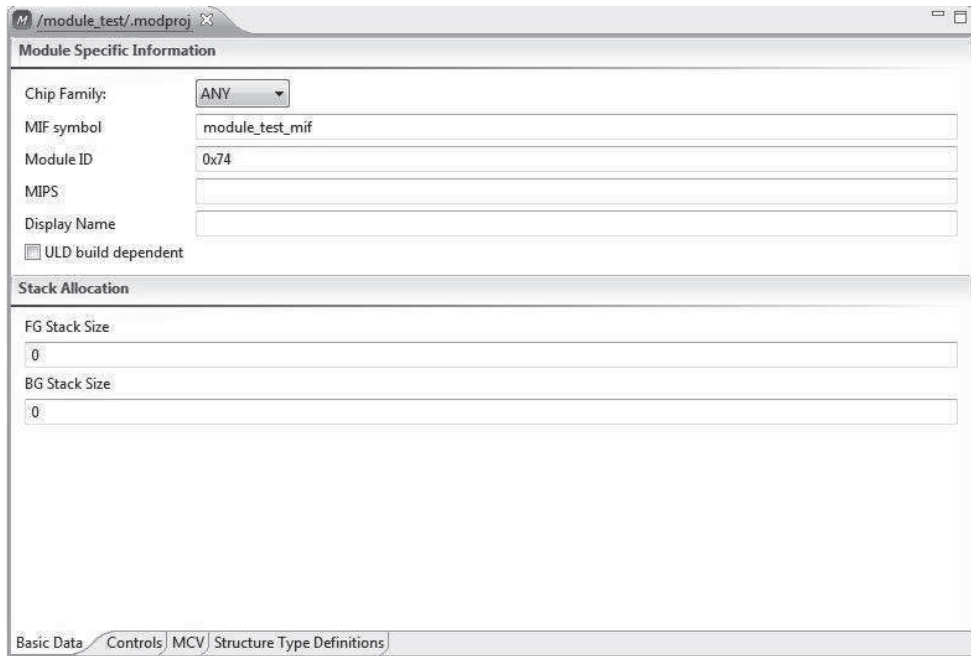 M /module_test/.modproj
Module Specific Information
Chip Family: ANY
MIF symbol module_test_mif
Module ID 0x74
MIPS
Display Name
ULD build dependent
Stack Allocation
FG Stack Size
0
BG Stack Size
0
Basic Data Controls MCV Structure Type Definitions